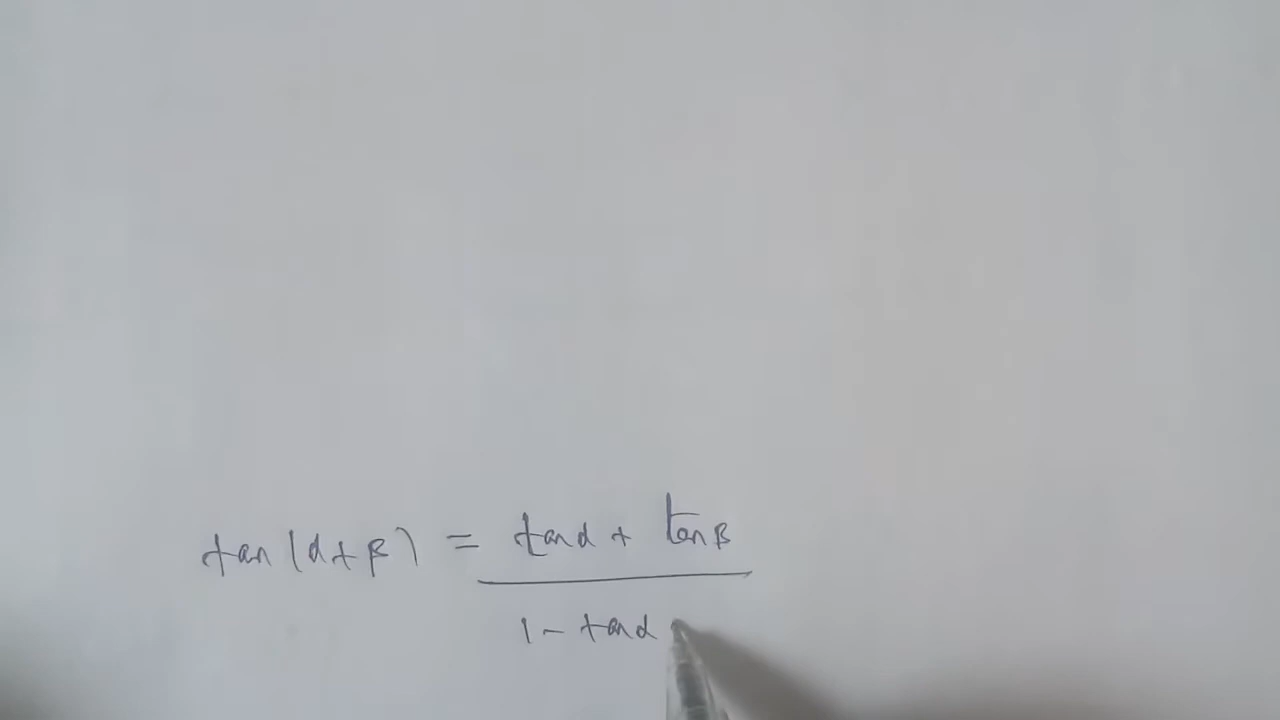 tan(α+β) = tanα + tanβ
1 - tanα